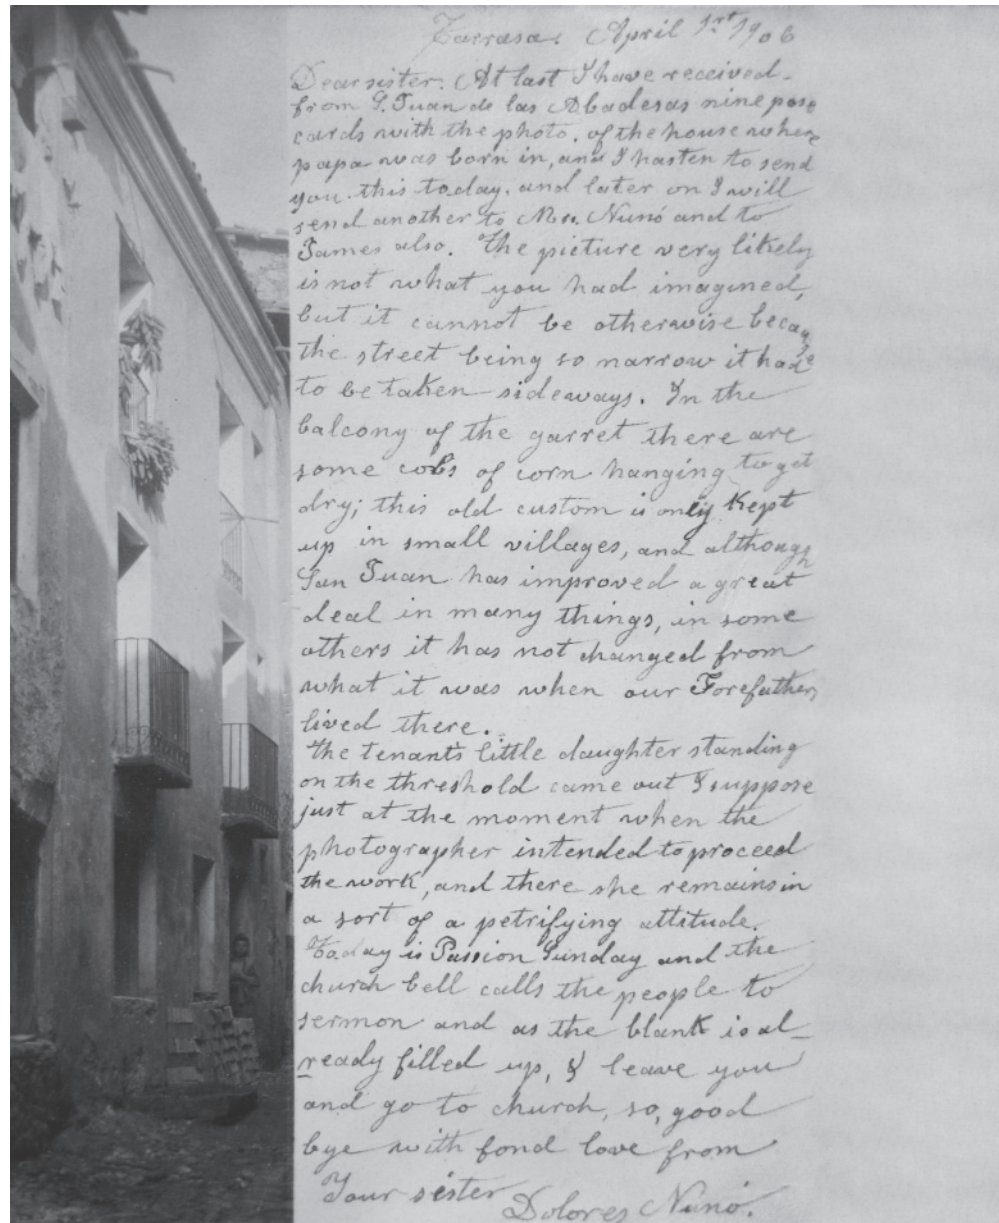 Tarrasa. April 1rst 1906
Dear sister. At last I have received
from S. Juan de las Abadesas nine post
cards with the photo. of the house where
papa was born in, and I hasten to send
you this today. and later on I will
send another to Mrs. Nunó and to
James also. The picture very likely
is not what you had imagined,
but it cannot be otherwise because
the street being so narrow it had
to be taken sideways. In the
balcony of the garret there are
some cobs of corn hanging to get
dry; this old custom is only kept
up in small villages, and although
San Juan has improved a great
deal in many things, in some
others it has not changed from
what it was when our Forefathers
lived there.
The tenant's little daughter standing
on the threshold came out I suppose
just at the moment when the
photographer intended to proceed
the work, and there she remains in
a sort of a petrifying attitude.
To-day is Passion Sunday and the
church bell calls the people to
sermon and as the blank is al-
ready filled up, I leave you
and go to church, so, good
bye with fond love from
Your sister
Dolores Nunó.